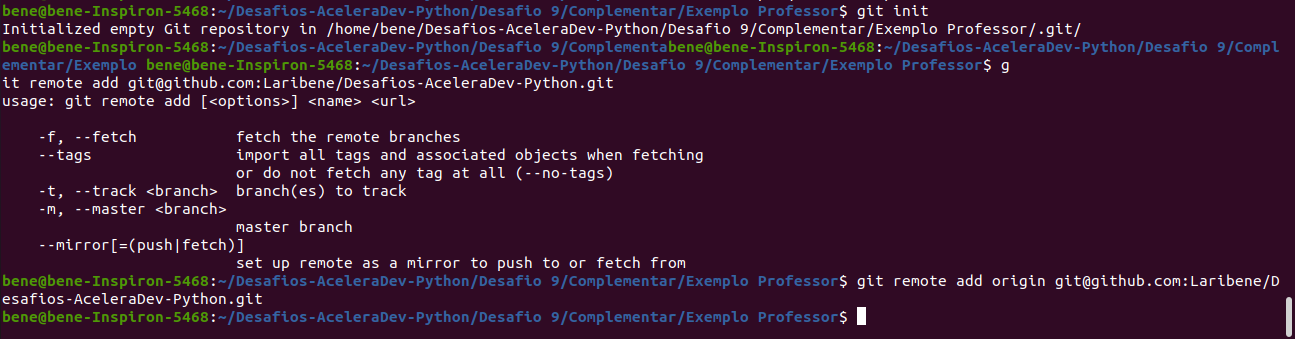 bene@bene-Inspiron-5468:~/Desafios-AceleraDev-Python/Desafio 9/Complementar/Exemplo Professor$ git init
Initialized empty Git repository in /home/bene/Desafios-AceleraDev-Python/Desafio 9/Complementar/Exemplo Professor/.git/
bene@bene-Inspiron-5468:~/Desafios-AceleraDev-Python/Desafio 9/Complementabene@bene-Inspiron-5468:~/Desafios-AceleraDev-Python/Desafio 9/Compl
ementar/Exemplo bene@bene-Inspiron-5468:~/Desafios-AceleraDev-Python/Desafio 9/Complementar/Exemplo Professor$ g
it remote add git@github.com:Laribene/Desafios-AceleraDev-Python.git
usage: git remote add [<options>] <name> <url>
    -f, --fetch           fetch the remote branches
    --tags                import all tags and associated objects when fetching
                          or do not fetch any tag at all (--no-tags)
    -t, --track <branch>  branch(es) to track
    -m, --master <branch>
                          master branch
    --mirror[=(push|fetch)]
                          set up remote as a mirror to push to or fetch from
bene@bene-Inspiron-5468:~/Desafios-AceleraDev-Python/Desafio 9/Complementar/Exemplo Professor$ git remote add origin git@github.com:Laribene/D
esafios-AceleraDev-Python.git
bene@bene-Inspiron-5468:~/Desafios-AceleraDev-Python/Desafio 9/Complementar/Exemplo Professor$